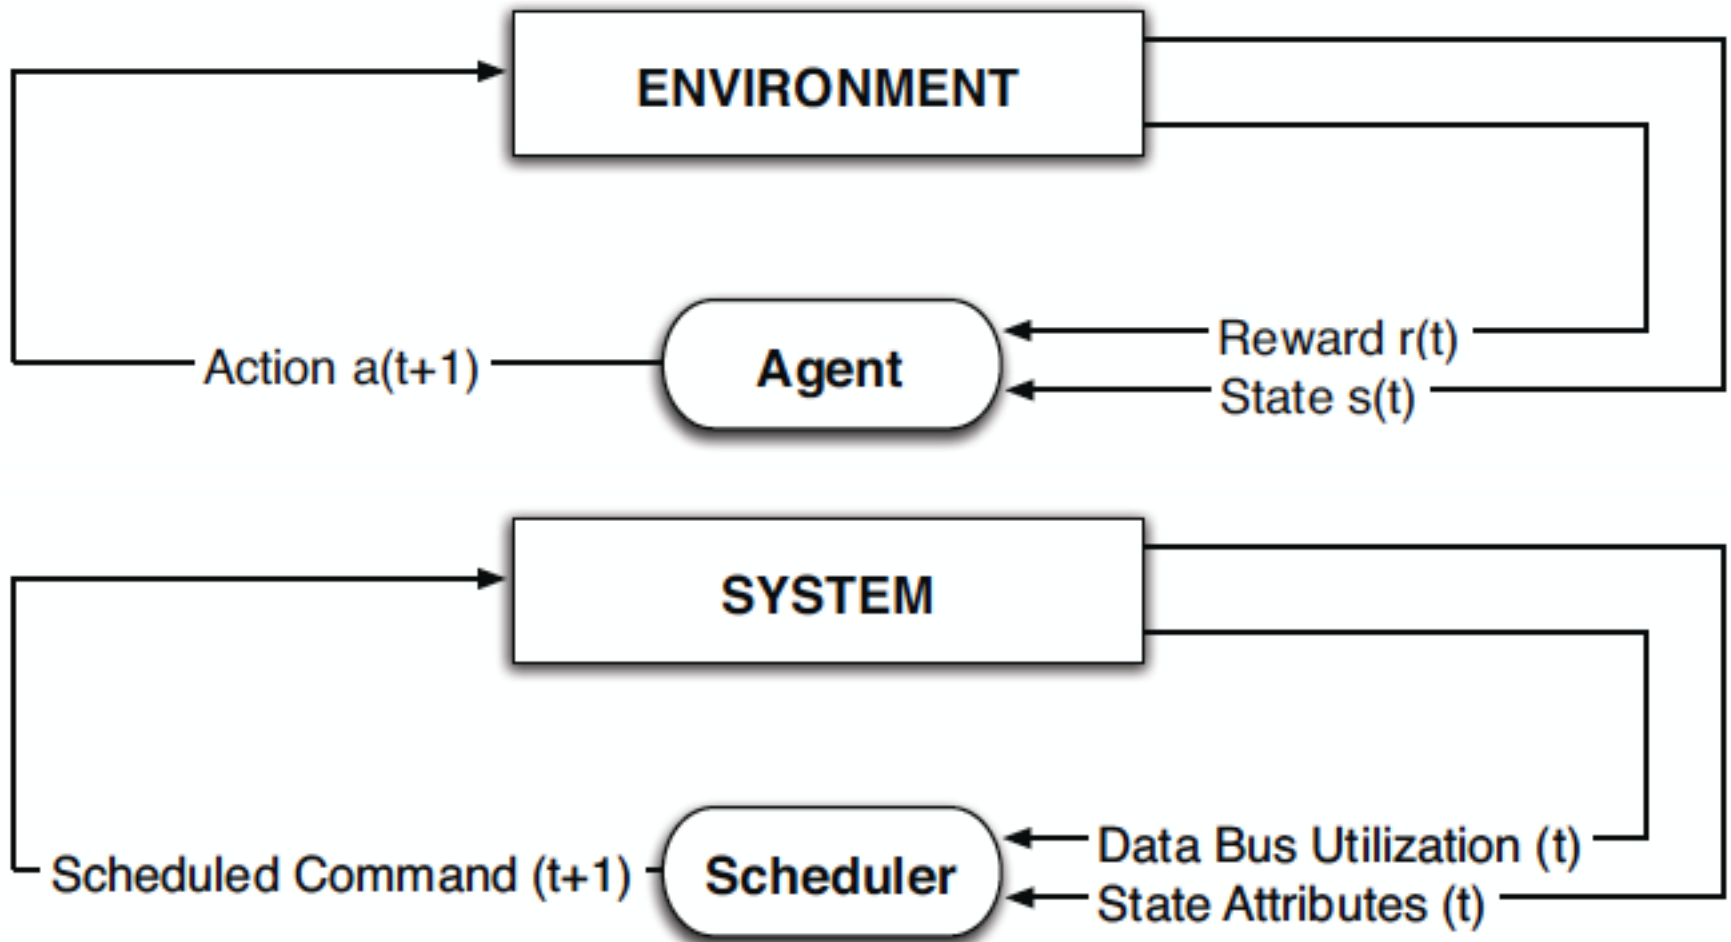 ENVIRONMENT
Reward r(t)
Action a(t+1)
Agent
State s(t)
SYSTEM
Data Bus Utilization (t)
Scheduled Command (t+1)
Scheduler
State Attributes (t)